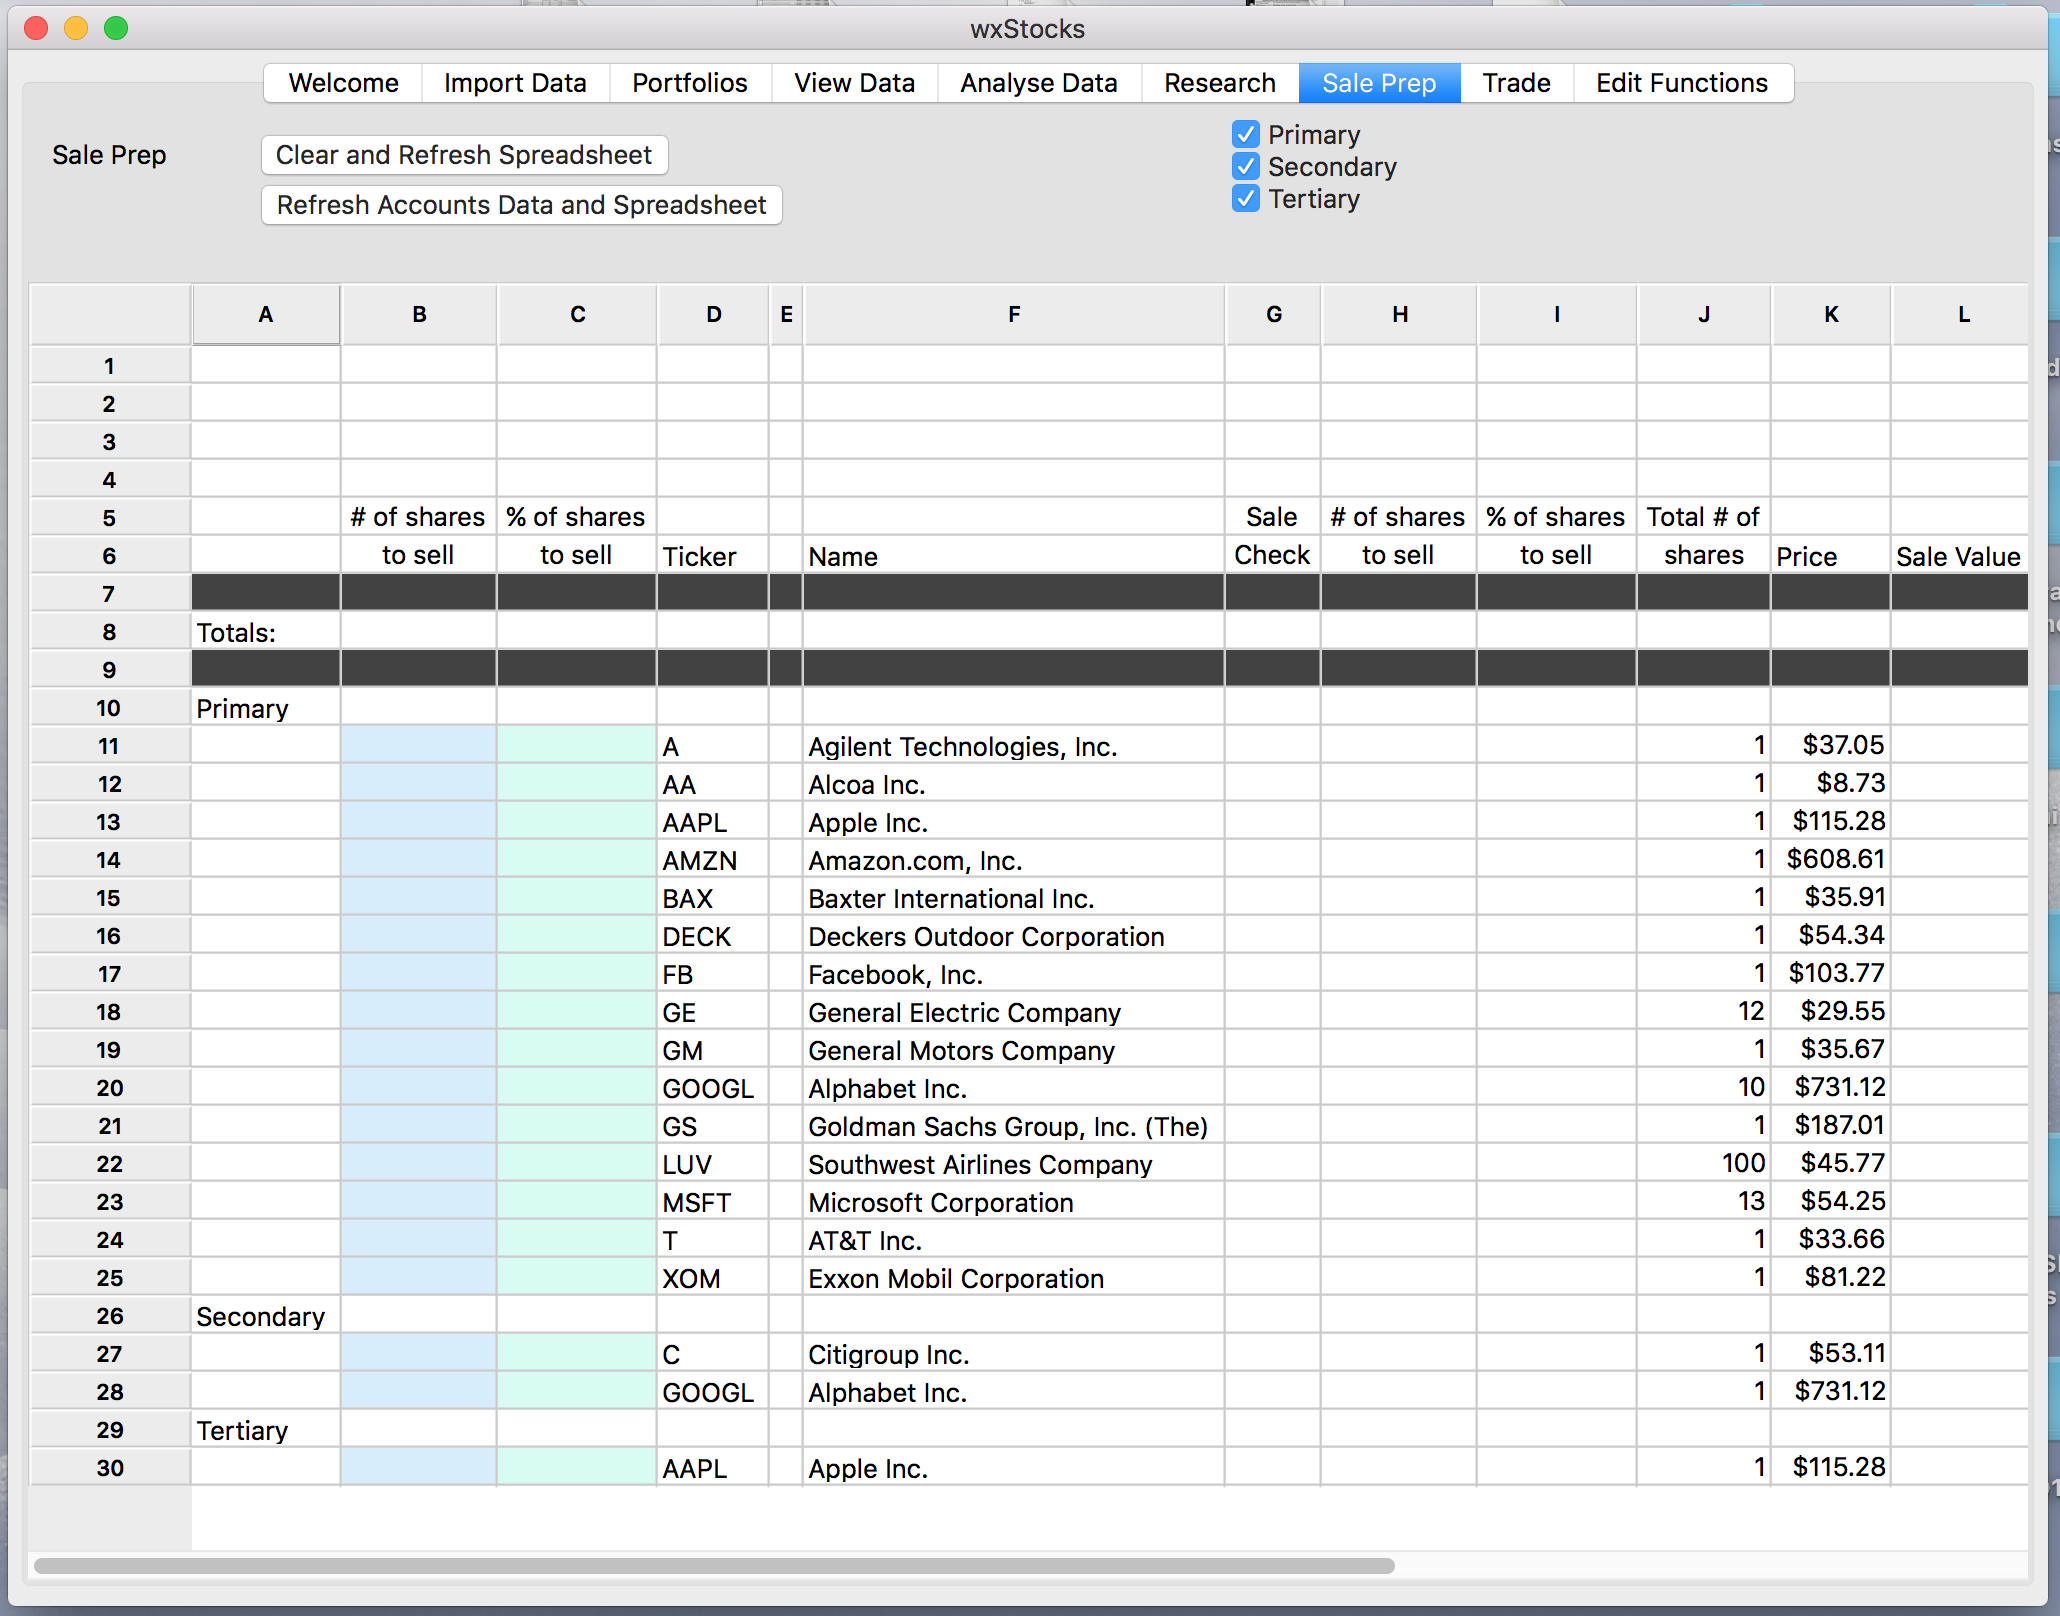 wxStocks
Welcome Import Data Portfolios View Data Analyse Data Research Sale Prep Trade Edit Functions
Sale Prep
Clear and Refresh Spreadsheet
Refresh Accounts Data and Spreadsheet
Primary
Secondary
Tertiary
A B C D E F G H I J K L
1
2
3
4
5 # of shares % of shares Sale # of shares % of shares Total # of
6 to sell to sell Ticker Name Check to sell to sell shares Price Sale Value
7
8 Totals:
9
10 Primary
11 A Agilent Technologies, Inc. 1 $37.05
12 AA Alcoa Inc. 1 $8.73
13 AAPL Apple Inc. 1 $115.28
14 AMZN Amazon.com, Inc. 1 $608.61
15 BAX Baxter International Inc. 1 $35.91
16 DECK Deckers Outdoor Corporation 1 $54.34
17 FB Facebook, Inc. 1 $103.77
18 GE General Electric Company 12 $29.55
19 GM General Motors Company 1 $35.67
20 GOOGL Alphabet Inc. 10 $731.12
21 GS Goldman Sachs Group, Inc. (The) 1 $187.01
22 LUV Southwest Airlines Company 100 $45.77
23 MSFT Microsoft Corporation 13 $54.25
24 T AT&T Inc. 1 $33.66
25 XOM Exxon Mobil Corporation 1 $81.22
26 Secondary
27 C Citigroup Inc. 1 $53.11
28 GOOGL Alphabet Inc. 1 $731.12
29 Tertiary
30 AAPL Apple Inc. 1 $115.28